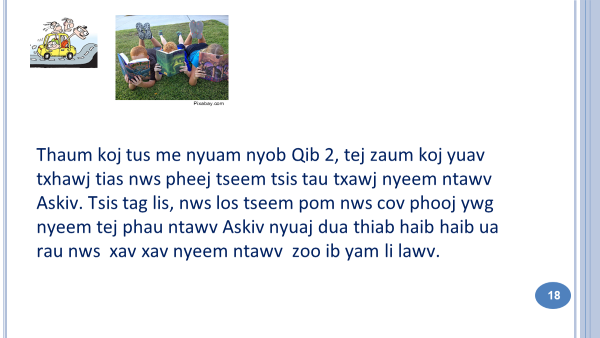 Pixabay.com
Thaum koj tus me nyuam nyob Qib 2, tej zaum koj yuav
txhawj tias nws pheej tseem tsis tau txawj nyeem ntawv
Askiv. Tsis tag lis, nws los tseem pom nws cov phooj ywg
nyeem tej phau ntawv Askiv nyuaj dua thiab haib haib ua
rau nws xav xav nyeem ntawv zoo ib yam li lawv.
18